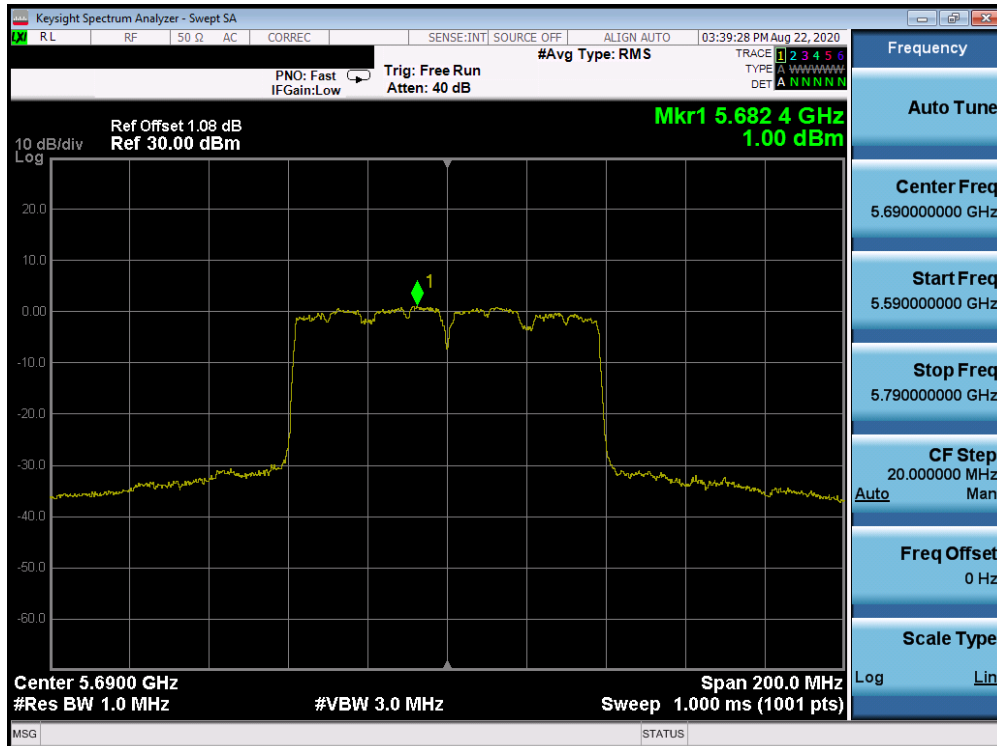 Keysight Spectrum Analyzer - Swept SA
LXI RL RF 50 Ω AC CORREC SENSE:INT SOURCE OFF ALIGN AUTO 03:39:28 PM Aug 22, 2020
#Avg Type: RMS
TRACE 1 2 3 4 5 6
TYPE A WWWWW
DET A N N N N N
PNO: Fast
IFGain:Low
Trig: Free Run
Atten: 40 dB
Mkr1 5.682 4 GHz
1.00 dBm
Ref Offset 1.08 dB
Ref 30.00 dBm
10 dB/div
Log
20.0
10.0
0.00
-10.0
-20.0
-30.0
-40.0
-50.0
-60.0
1
Center 5.6900 GHz
Span 200.0 MHz
#Res BW 1.0 MHz
#VBW 3.0 MHz
Sweep 1.000 ms (1001 pts)
MSG
STATUS
Frequency
Auto Tune
Center Freq
5.690000000 GHz
Start Freq
5.590000000 GHz
Stop Freq
5.790000000 GHz
CF Step
20.000000 MHz
Auto Man
Freq Offset
0 Hz
Scale Type
Log Lin